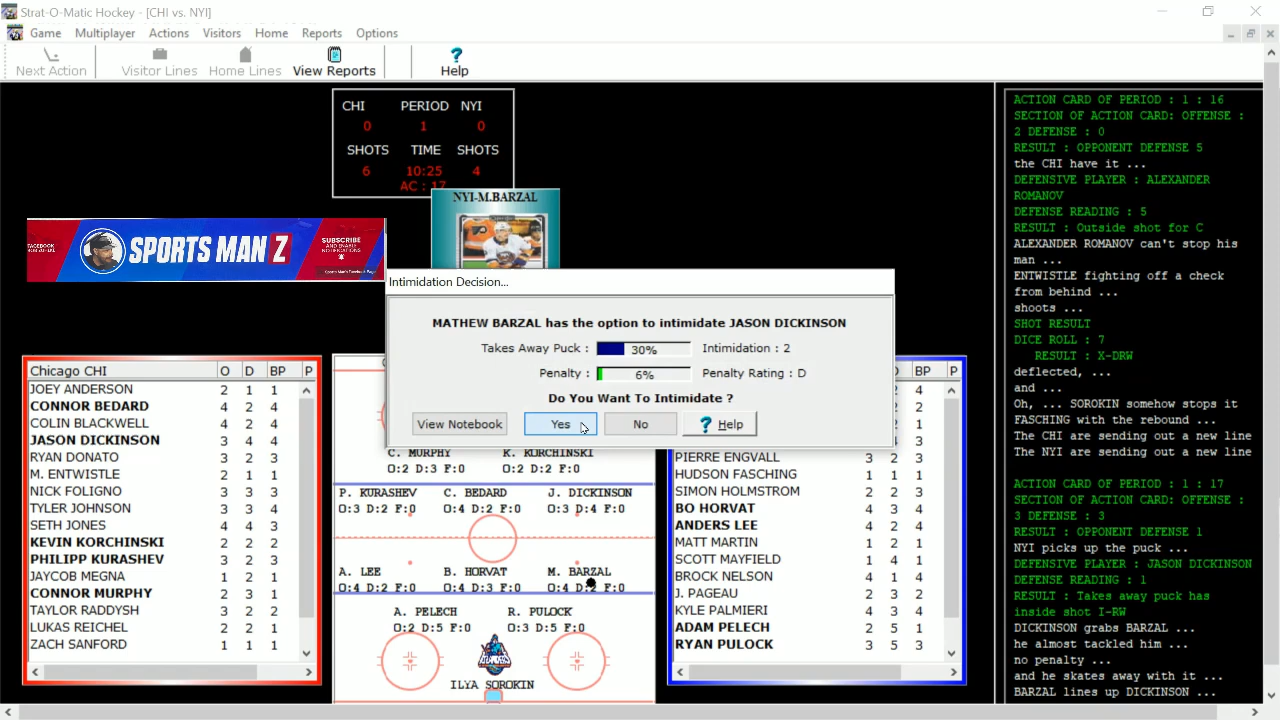 Strat-O-Matic Hockey - [CHI vs. NYI]
Game Multiplayer Actions Visitors Home Reports Options
Next Action Visitor Lines Home Lines View Reports Help
CHI PERIOD NYI
0 1 0
SHOTS TIME SHOTS
6 10:25 4
AC : 17
NYI-M.BARZAL
SPORTS MAN Z
SUBSCRIBE
AND ENABLE
NOTIFICATIONS
Sports Man's Facebook Page
Intimidation Decision...
MATHEW BARZAL has the option to intimidate JASON DICKINSON
Takes Away Puck : 30% Intimidation : 2
Penalty : 6% Penalty Rating : D
Do You Want To Intimidate ?
View Notebook Yes No Help
Chicago CHI O D BP P
JOEY ANDERSON 2 1 1
CONNOR BEDARD 4 2 4
COLIN BLACKWELL 4 2 4
JASON DICKINSON 3 4 4
RYAN DONATO 3 2 3
M. ENTWISTLE 2 1 1
NICK FOLIGNO 3 3 3
TYLER JOHNSON 3 3 4
SETH JONES 4 4 3
KEVIN KORCHINSKI 2 2 2
PHILIPP KURASHEV 3 2 3
JAYCOB MEGNA 1 2 1
CONNOR MURPHY 2 3 1
TAYLOR RADDYSH 3 2 2
LUKAS REICHEL 2 2 1
ZACH SANFORD 1 1 1
C. MURPHY K. KORCHINSKI
O:2 D:3 F:0 O:2 D:2 F:0
P. KURASHEV C. BEDARD J. DICKINSON
O:3 D:2 F:0 O:4 D:2 F:0 O:3 D:4 F:0
A. LEE B. HORVAT M. BARZAL
O:4 D:2 F:0 O:4 D:3 F:0 O:4 D:2 F:0
A. PELECH R. PULOCK
O:2 D:5 F:0 O:3 D:5 F:0
ILYA SOROKIN
BP P
PIERRE ENGVALL 3 2 3
HUDSON FASCHING 1 1 1
SIMON HOLMSTROM 2 2 3
BO HORVAT 4 3 4
ANDERS LEE 4 2 4
MATT MARTIN 1 2 1
SCOTT MAYFIELD 1 4 1
BROCK NELSON 4 1 4
J. PAGEAU 2 3 2
KYLE PALMIERI 4 3 4
ADAM PELECH 2 5 1
RYAN PULOCK 3 5 3
ACTION CARD OF PERIOD : 1 : 16
SECTION OF ACTION CARD: OFFENSE :
2 DEFENSE : 0
RESULT : OPPONENT DEFENSE 5
the CHI have it ...
DEFENSIVE PLAYER : ALEXANDER
ROMANOV
DEFENSE READING : 5
RESULT : Outside shot for C
ALEXANDER ROMANOV can't stop his
man ...
ENTWISTLE fighting off a check
from behind ...
shoots ...
SHOT RESULT
DICE ROLL : 7
RESULT : X-DRW
deflected, ...
and ...
Oh, ... SOROKIN somehow stops it
FASCHING with the rebound ...
The CHI are sending out a new line
The NYI are sending out a new line
ACTION CARD OF PERIOD : 1 : 17
SECTION OF ACTION CARD: OFFENSE :
3 DEFENSE : 3
RESULT : OPPONENT DEFENSE 1
NYI picks up the puck ...
DEFENSIVE PLAYER : JASON DICKINSON
DEFENSE READING : 1
RESULT : Takes away puck has
inside shot I-RW
DICKINSON grabs BARZAL ...
he almost tackled him ...
no penalty ...
and he skates away with it ...
BARZAL lines up DICKINSON ...